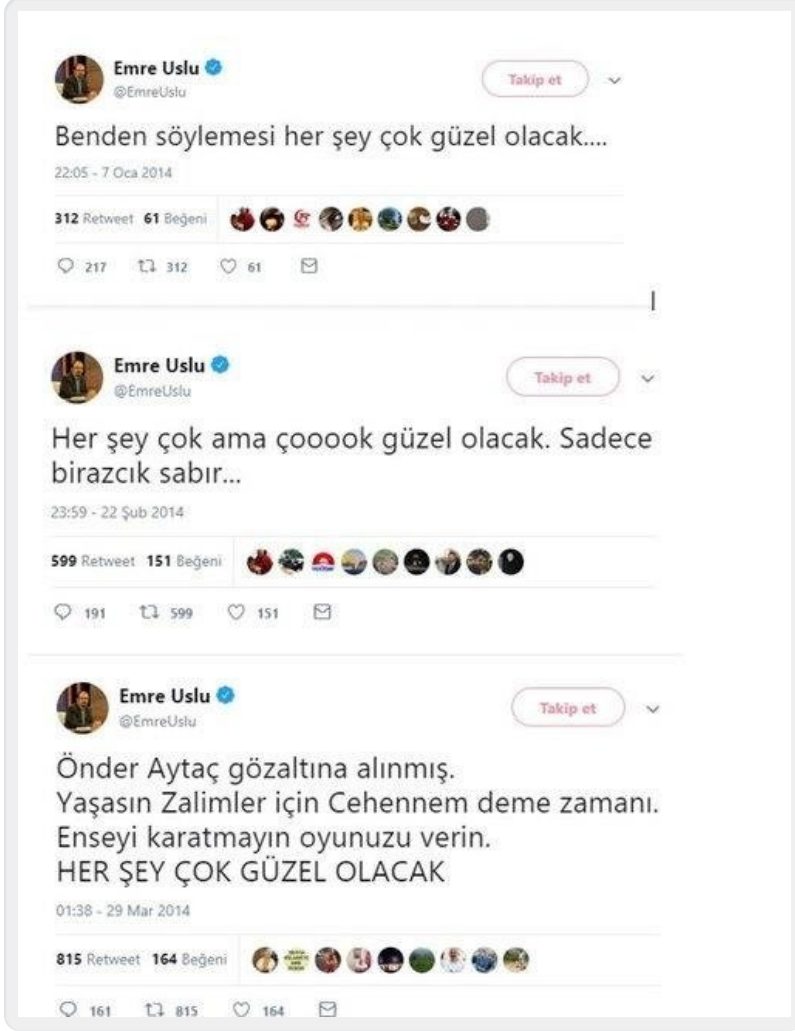 Emre Uslu
@EmreUslu
Takip et
Benden söylemesi her şey çok güzel olacak....
22:05 - 7 Oca 2014
312 Retweet 61 Beğeni
217 312 61
Emre Uslu
@EmreUslu
Takip et
Her şey çok ama çooook güzel olacak. Sadece
birazcık sabır...
23:59 - 22 Şub 2014
599 Retweet 151 Beğeni
191 599 151
Emre Uslu
@EmreUslu
Takip et
Önder Aytaç gözaltına alınmış.
Yaşasın Zalimler için Cehennem deme zamanı.
Enseyi karatmayın oyunuzu verin.
HER ŞEY ÇOK GÜZEL OLACAK
01:38 - 29 Mar 2014
815 Retweet 164 Beğeni
161 815 164